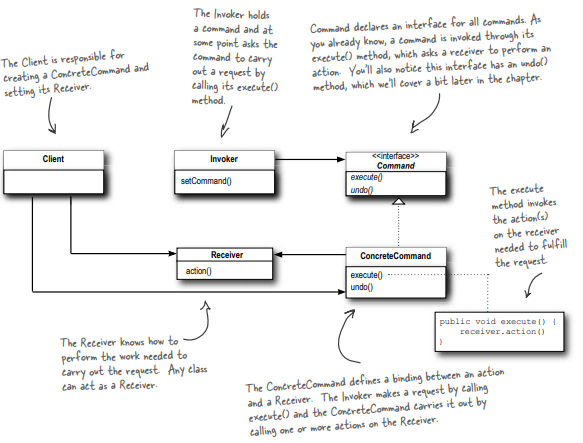 The Client is responsible for
creating a ConcreteCommand and
setting its Receiver.
The Invoker holds
a command and at
some point asks the
command to carry
out a request by
calling its execute()
method.
Command declares an interface for all commands. As
you already know, a command is invoked through its
execute() method, which asks a receiver to perform an
action. You'll also notice this interface has an undo()
method, which we'll cover a bit later in the chapter.
Client
Invoker
setCommand()
<<interface>>
Command
execute()
undo()
The execute
method invokes
the action(s)
on the receiver
needed to fulfill
the request.
Receiver
action()
ConcreteCommand
execute()
undo()
public void execute() {
receiver.action()
}
The Receiver knows how to
perform the work needed to
carry out the request. Any class
can act as a Receiver.
The ConcreteCommand defines a binding between an action
and a Receiver. The Invoker makes a request by calling
execute() and the ConcreteCommand carries it out by
calling one or more actions on the Receiver.